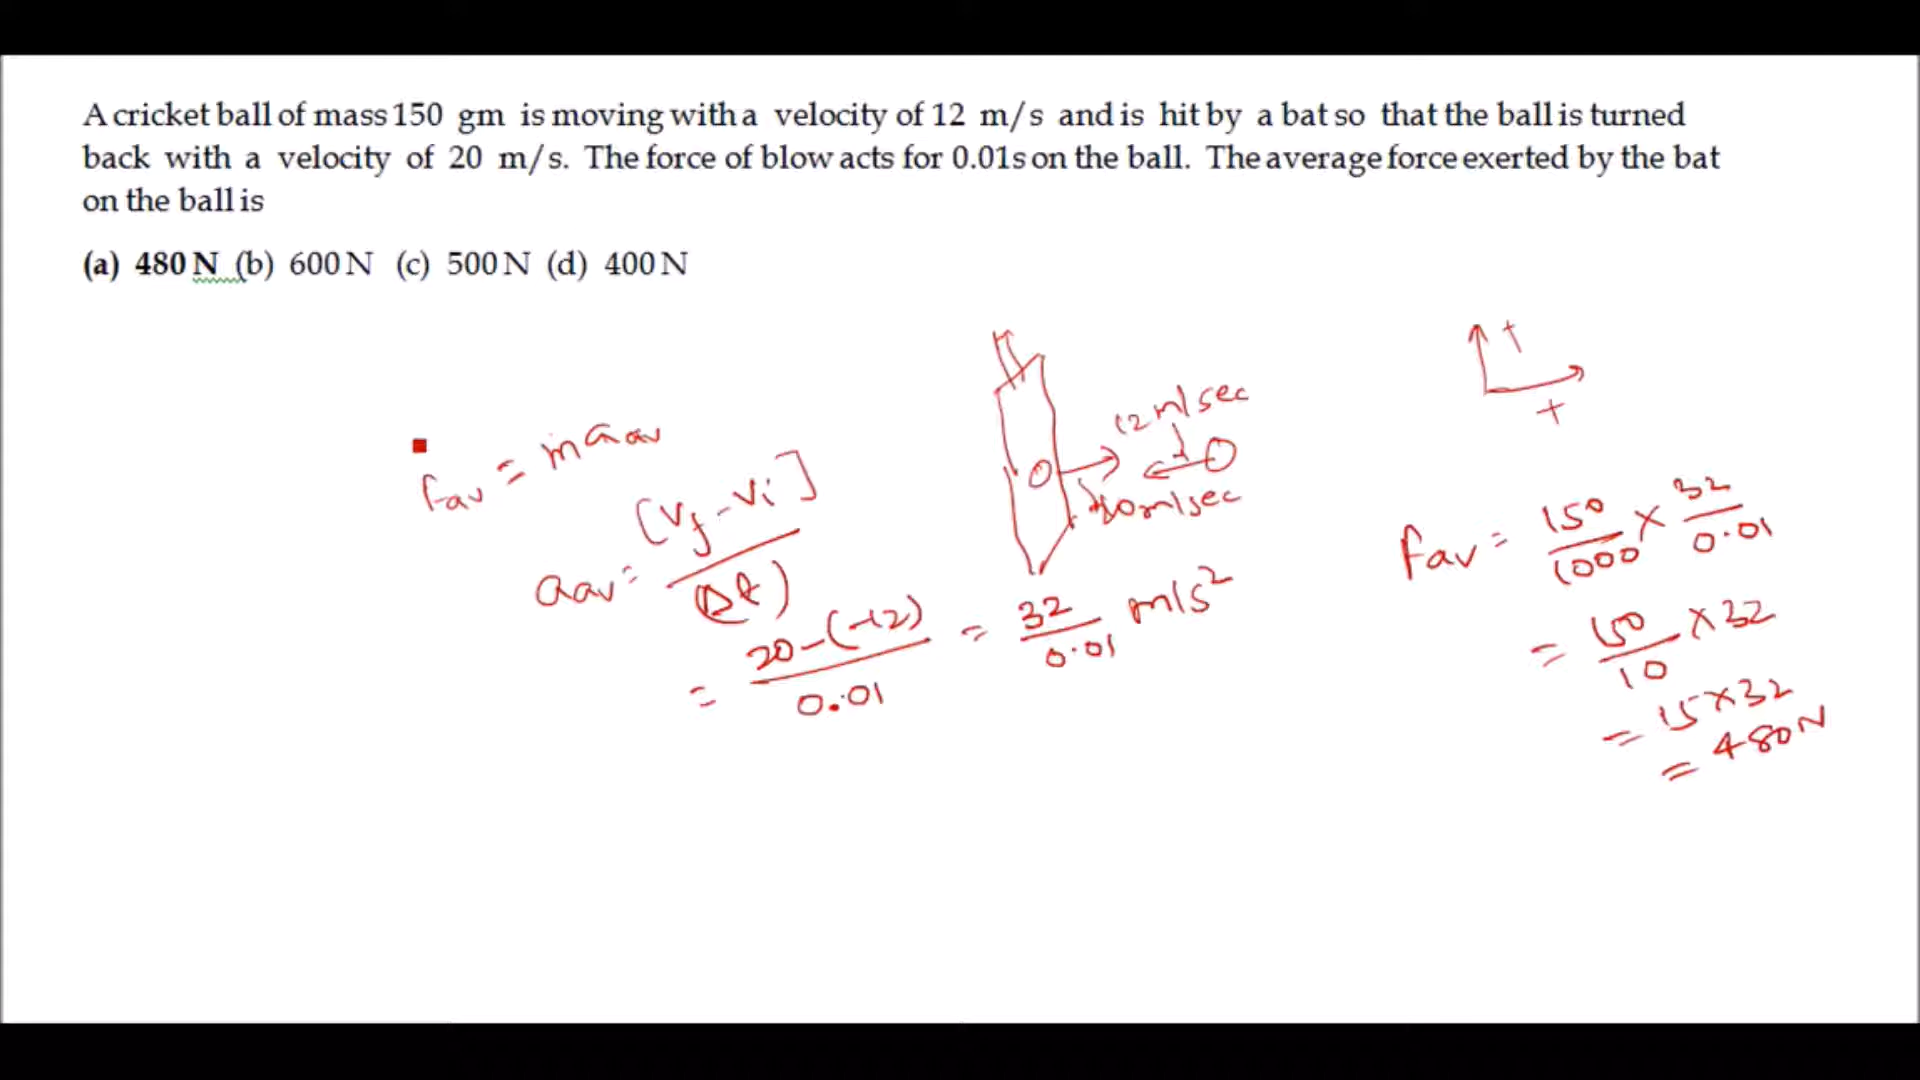 A cricket ball of mass 150 gm is moving with a velocity of 12 m/s and is hit by a bat so that the ball is turned
back with a velocity of 20 m/s. The force of blow acts for 0.01s on the ball. The average force exerted by the bat
on the ball is
(a) 480 N (b) 600 N (c) 500 N (d) 400 N
+
+
12 m/sec
m/sec
Fav = m aav
aav = [Vf - Vi] / (Δt)
= 20-(-12) / 0.01 = 32 / 0.01 m/s²
Fav = 150 / 1000 × 32 / 0.01
= 150 / 10 × 32
= 15 × 32
= 480 N